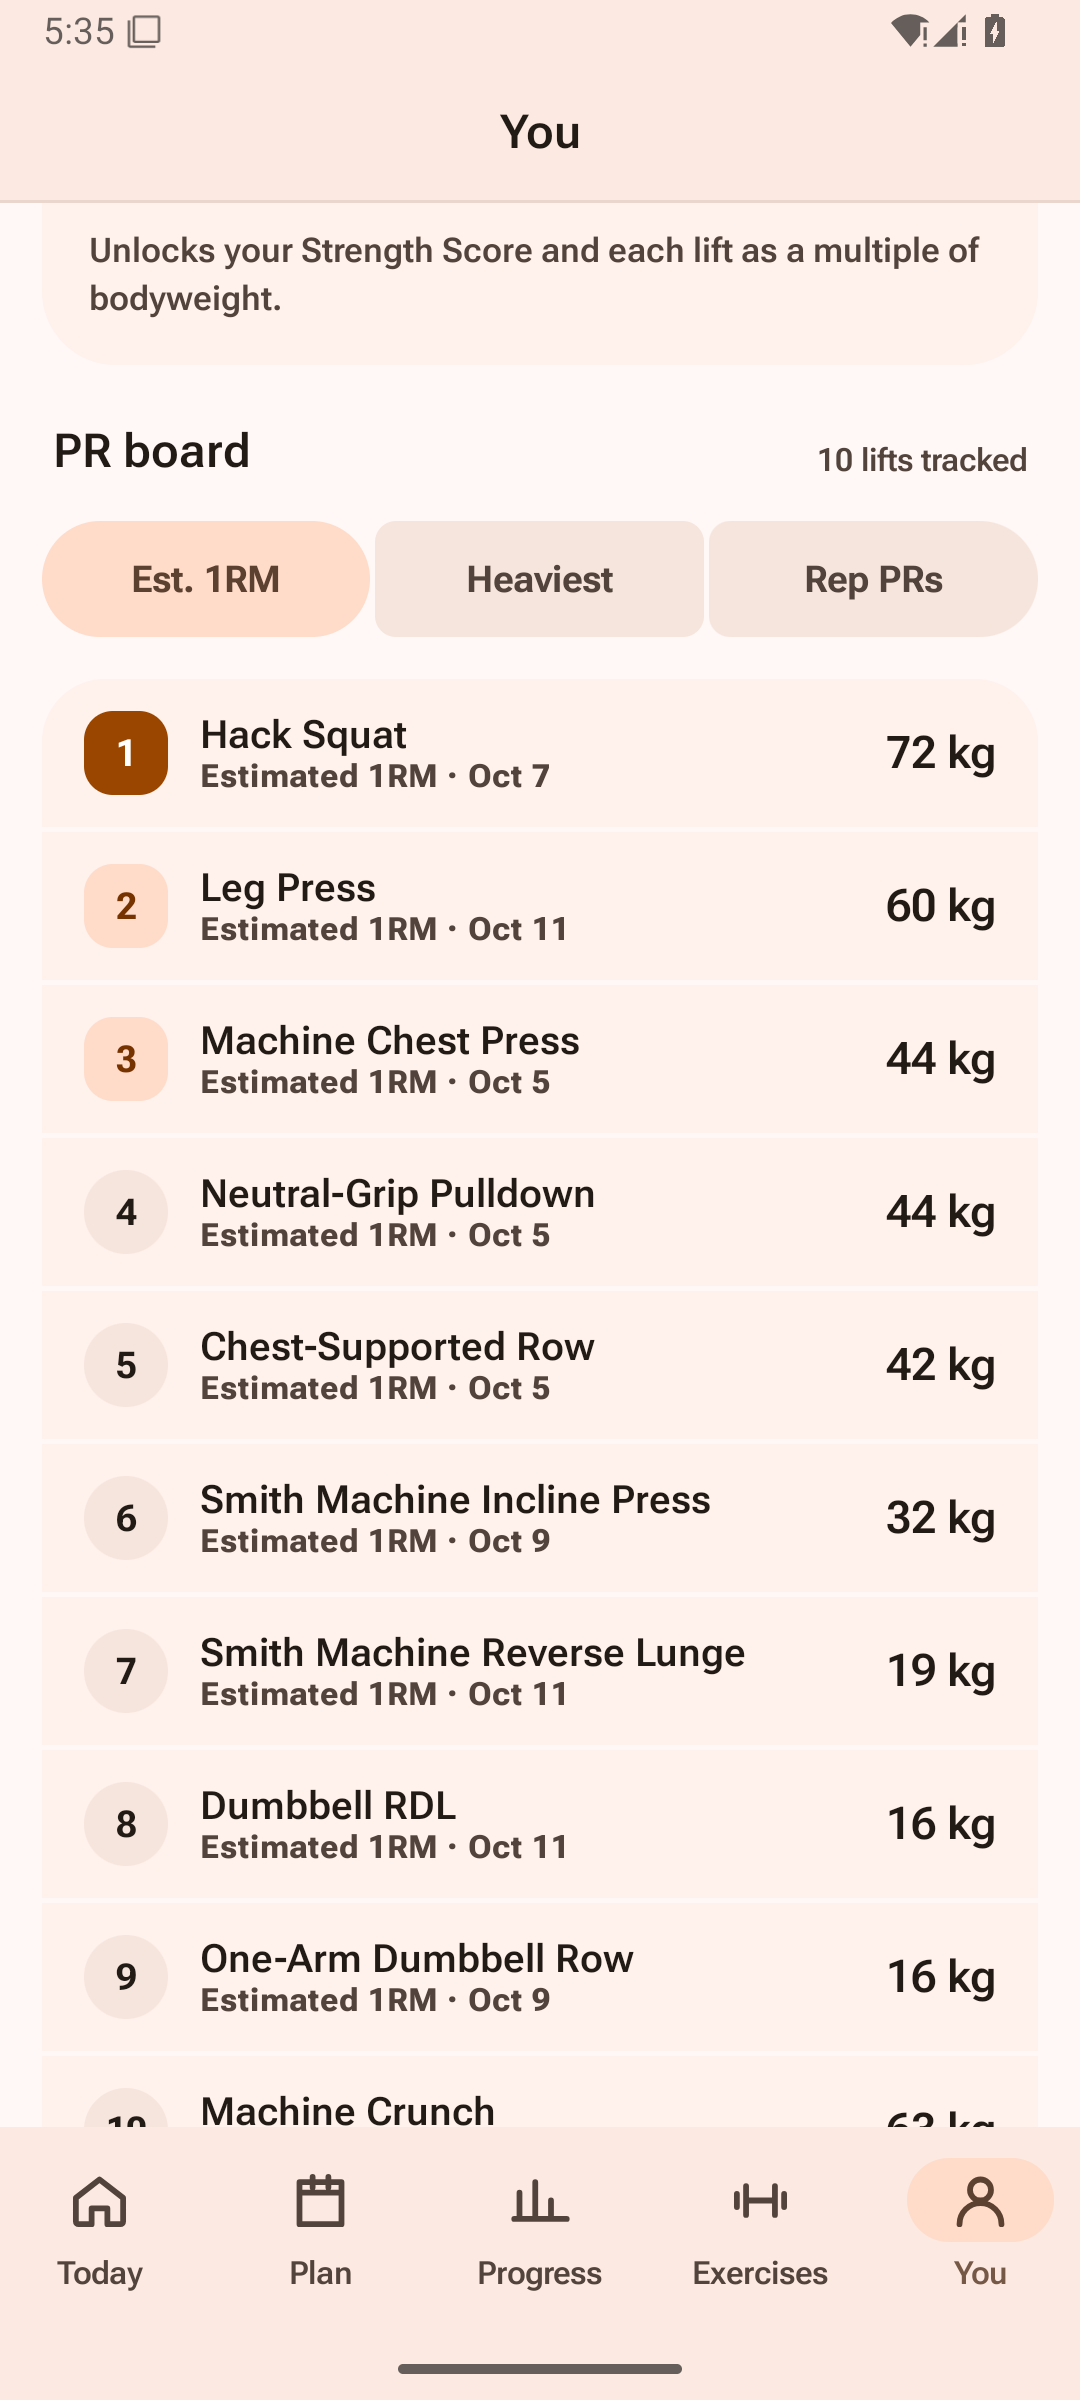 5:35
You
Unlocks your Strength Score and each lift as a multiple of
bodyweight.
PR board
10 lifts tracked
Est. 1RM
Heaviest
Rep PRs
1
Hack Squat
Estimated 1RM · Oct 7
72 kg
2
Leg Press
Estimated 1RM · Oct 11
60 kg
3
Machine Chest Press
Estimated 1RM · Oct 5
44 kg
4
Neutral-Grip Pulldown
Estimated 1RM · Oct 5
44 kg
5
Chest-Supported Row
Estimated 1RM · Oct 5
42 kg
6
Smith Machine Incline Press
Estimated 1RM · Oct 9
32 kg
7
Smith Machine Reverse Lunge
Estimated 1RM · Oct 11
19 kg
8
Dumbbell RDL
Estimated 1RM · Oct 11
16 kg
9
One-Arm Dumbbell Row
Estimated 1RM · Oct 9
16 kg
10
Machine Crunch
Today
Plan
Progress
Exercises
You